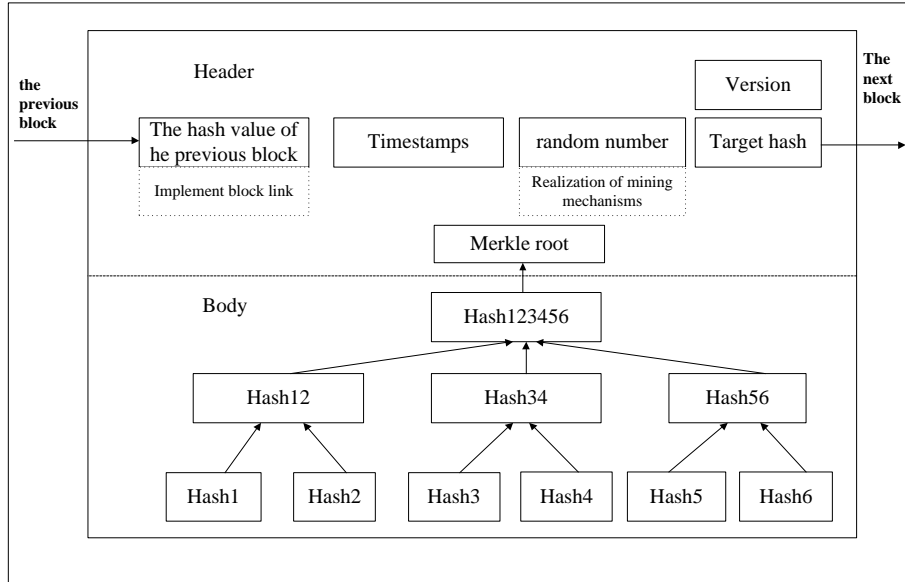 Header
the
previous
block
The
next
block
Version
The hash value of
he previous block
Timestamps
random number
Target hash
Implement block link
Realization of mining
mechanisms
Merkle root
Body
Hash123456
Hash12
Hash34
Hash56
Hash1
Hash2
Hash3
Hash4
Hash5
Hash6